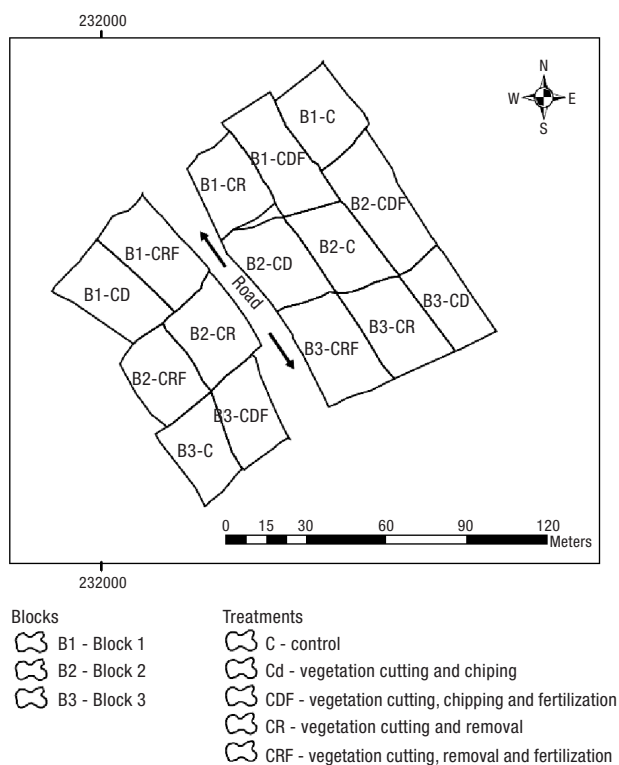 232000
N
W E
S
B1-C
B1-CDF
B1-CR
B2-CDF
B1-CRF
B2-C
B2-CD
B1-CD
Road
B3-CD
B2-CR
B3-CR
B3-CRF
B2-CRF
B3-CDF
B3-C
0 15 30 60 90 120
Meters
232000
Blocks
B1 - Block 1
B2 - Block 2
B3 - Block 3
Treatments
C - control
Cd - vegetation cutting and chiping
CDF - vegetation cutting, chipping and fertilization
CR - vegetation cutting and removal
CRF - vegetation cutting, removal and fertilization